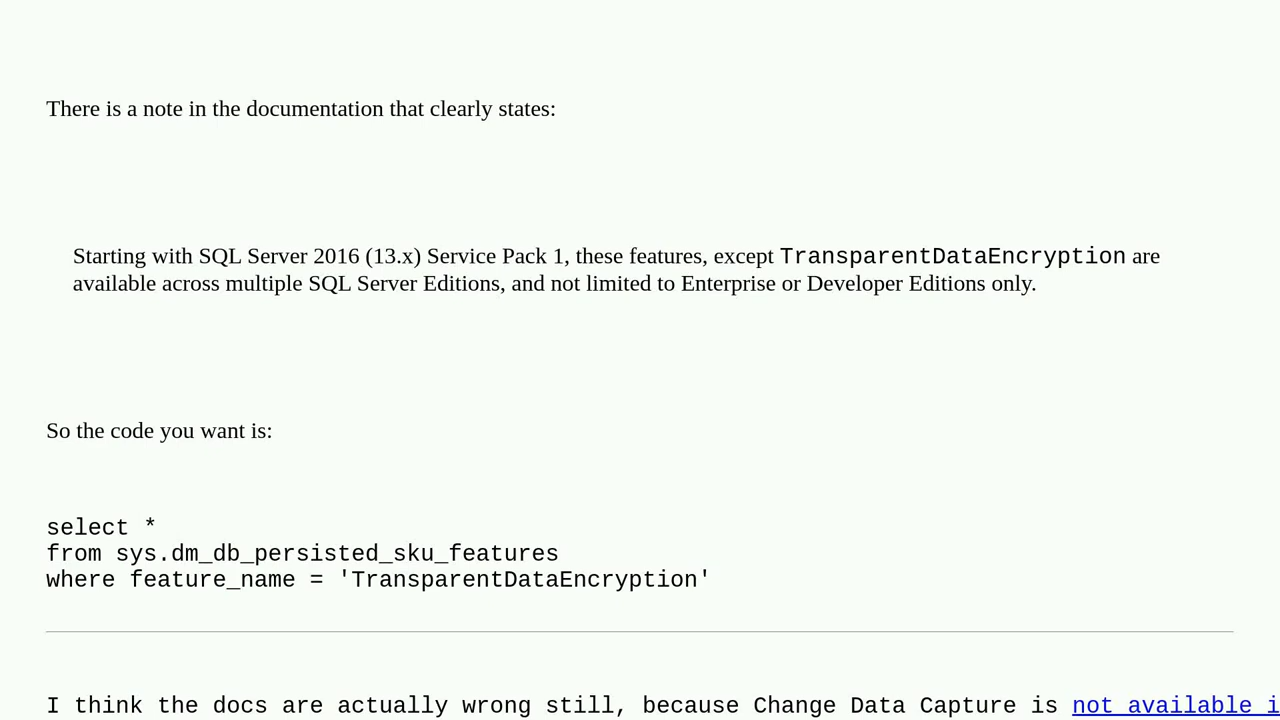 There is a note in the documentation that clearly states:
Starting with SQL Server 2016 (13.x) Service Pack 1, these features, except TransparentDataEncryption are
available across multiple SQL Server Editions, and not limited to Enterprise or Developer Editions only.
So the code you want is:
select *
from sys.dm_db_persisted_sku_features
where feature_name = 'TransparentDataEncryption'
I think the docs are actually wrong still, because Change Data Capture is not available i